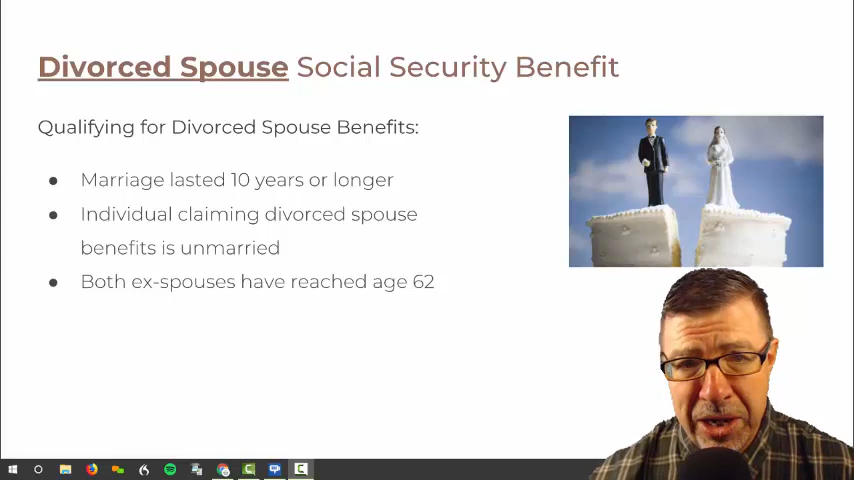 Divorced Spouse Social Security Benefit
Qualifying for Divorced Spouse Benefits:
● Marriage lasted 10 years or longer
● Individual claiming divorced spouse
benefits is unmarried
● Both ex-spouses have reached age 62